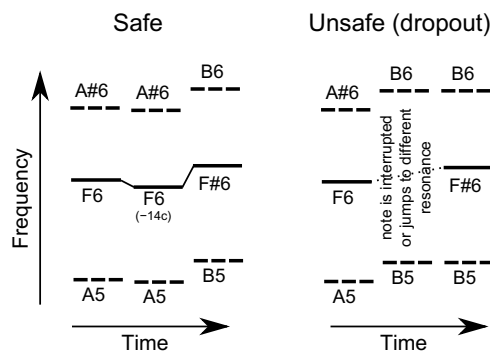 Safe
Unsafe (dropout)
Frequency
A#6
A#6
B6
F6
F6
(−14c)
F#6
A5
A5
B5
Time
A#6
B6
B6
F6
note is interrupted
or jumps to different
resonance
F#6
A5
B5
B5
Time